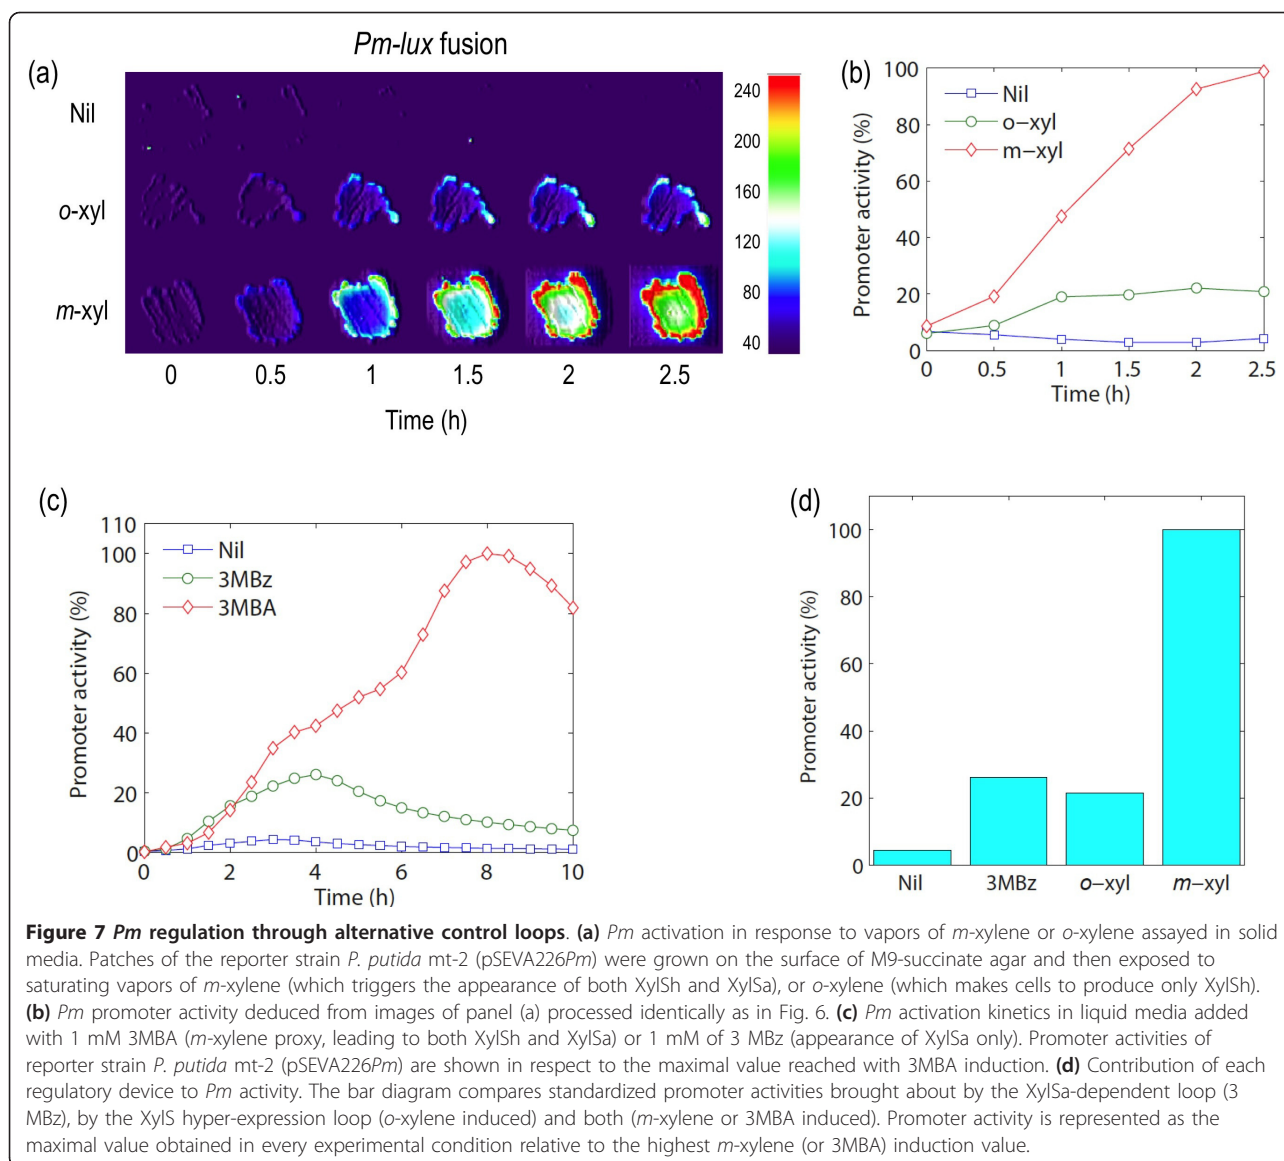 Pm-lux fusion
(a)
Nil
o-xyl
m-xyl
240
200
160
120
80
40
0 0.5 1 1.5 2 2.5
Time (h)
(b)
100
80
60
40
20
0
Promoter activity (%)
Nil
o–xyl
m–xyl
0 0.5 1 1.5 2 2.5
Time (h)
(c)
110
100
80
60
40
20
0
Promoter activity (%)
Nil
3MBz
3MBA
0 2 4 6 8 10
Time (h)
(d)
100
80
60
40
20
0
Promoter activity (%)
Nil 3MBz o–xyl m–xyl
Figure 7 Pm regulation through alternative control loops. (a) Pm activation in response to vapors of m-xylene or o-xylene assayed in solid
media. Patches of the reporter strain P. putida mt-2 (pSEVA226Pm) were grown on the surface of M9-succinate agar and then exposed to
saturating vapors of m-xylene (which triggers the appearance of both XylSh and XylSa), or o-xylene (which makes cells to produce only XylSh).
(b) Pm promoter activity deduced from images of panel (a) processed identically as in Fig. 6. (c) Pm activation kinetics in liquid media added
with 1 mM 3MBA (m-xylene proxy, leading to both XylSh and XylSa) or 1 mM of 3 MBz (appearance of XylSa only). Promoter activities of
reporter strain P. putida mt-2 (pSEVA226Pm) are shown in respect to the maximal value reached with 3MBA induction. (d) Contribution of each
regulatory device to Pm activity. The bar diagram compares standardized promoter activities brought about by the XylSa-dependent loop (3
MBz), by the XylS hyper-expression loop (o-xylene induced) and both (m-xylene or 3MBA induced). Promoter activity is represented as the
maximal value obtained in every experimental condition relative to the highest m-xylene (or 3MBA) induction value.